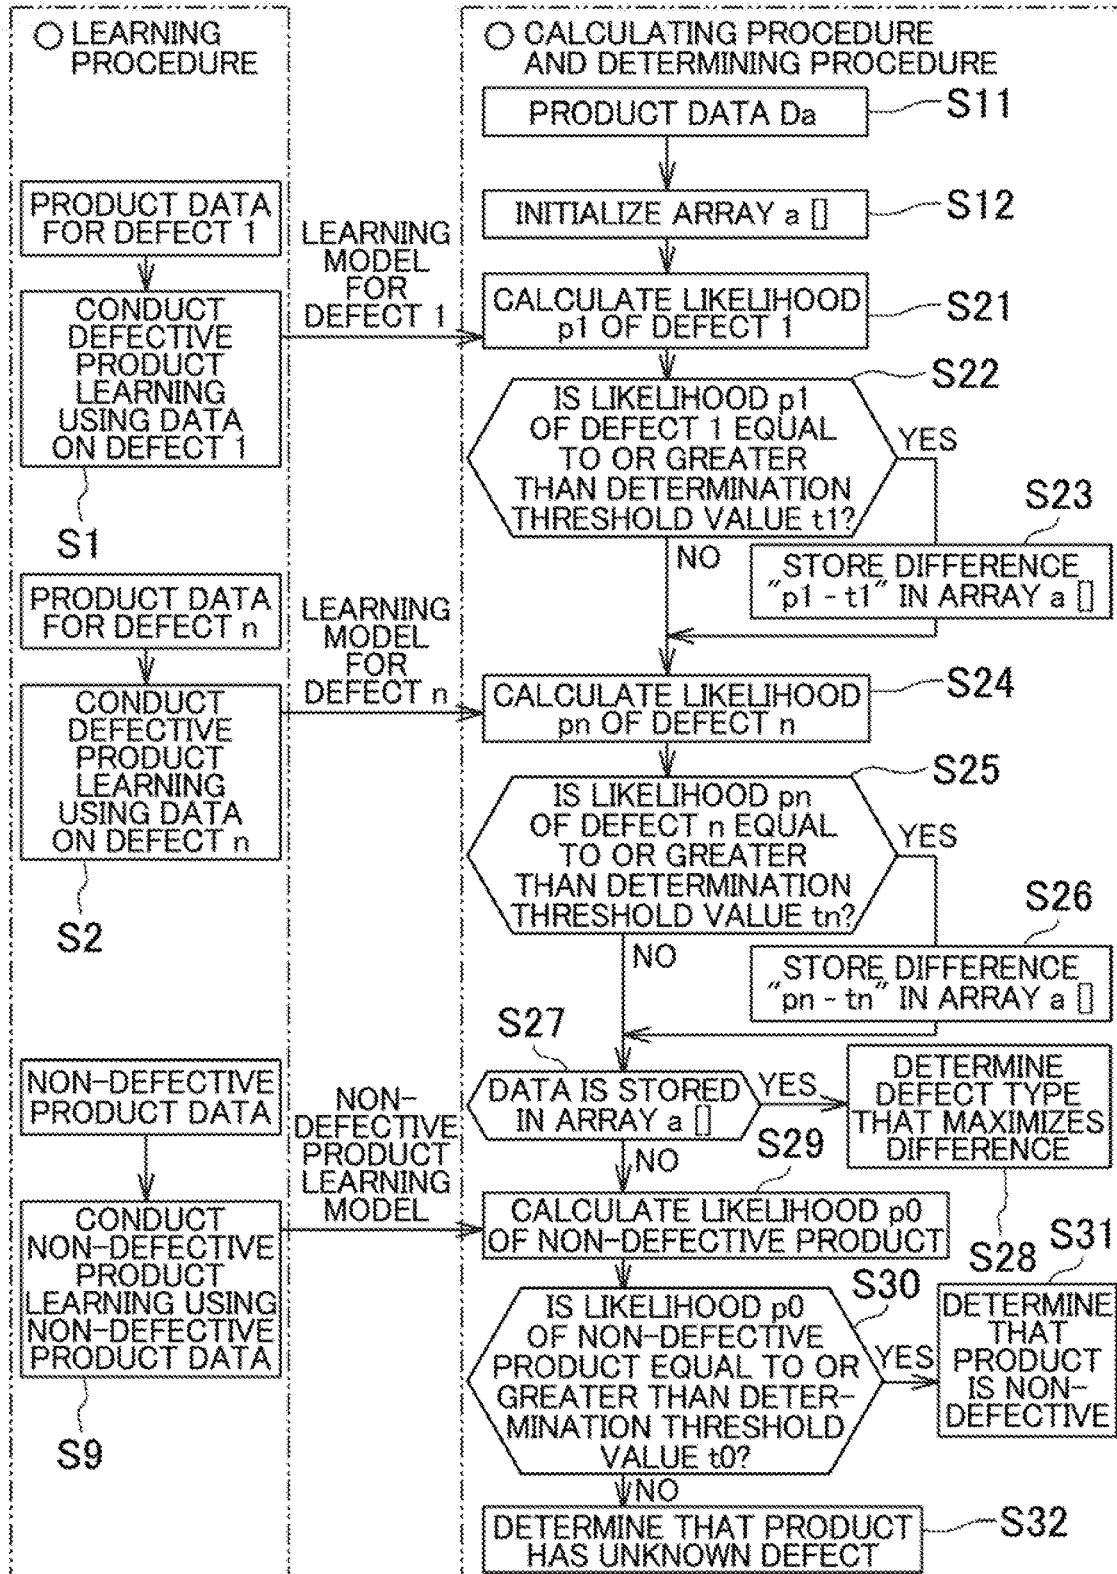 ○ LEARNING
PROCEDURE
PRODUCT DATA
FOR DEFECT 1
CONDUCT
DEFECTIVE
PRODUCT
LEARNING
USING DATA
ON DEFECT 1
S1
PRODUCT DATA
FOR DEFECT n
CONDUCT
DEFECTIVE
PRODUCT
LEARNING
USING DATA
ON DEFECT n
S2
NON-DEFECTIVE
PRODUCT DATA
CONDUCT
NON-DEFECTIVE
PRODUCT
LEARNING USING
NON-DEFECTIVE
PRODUCT DATA
S9
LEARNING
MODEL
FOR
DEFECT 1
LEARNING
MODEL
FOR
DEFECT n
NON-
DEFECTIVE
PRODUCT
LEARNING
MODEL
○ CALCULATING PROCEDURE
AND DETERMINING PROCEDURE
PRODUCT DATA Da
S11
INITIALIZE ARRAY a []
S12
CALCULATE LIKELIHOOD
p1 OF DEFECT 1
S21
IS LIKELIHOOD p1
OF DEFECT 1 EQUAL
TO OR GREATER
THAN DETERMINATION
THRESHOLD VALUE t1?
S22
YES
NO
S23
STORE DIFFERENCE
"p1 - t1" IN ARRAY a []
CALCULATE LIKELIHOOD
pn OF DEFECT n
S24
IS LIKELIHOOD pn
OF DEFECT n EQUAL
TO OR GREATER
THAN DETERMINATION
THRESHOLD VALUE tn?
S25
YES
NO
S26
STORE DIFFERENCE
"pn - tn" IN ARRAY a []
S27
DATA IS STORED
IN ARRAY a []
YES
NO
DETERMINE
DEFECT TYPE
THAT MAXIMIZES
DIFFERENCE
S28
S29
CALCULATE LIKELIHOOD p0
OF NON-DEFECTIVE PRODUCT
S30
IS LIKELIHOOD p0
OF NON-DEFECTIVE
PRODUCT EQUAL TO OR
GREATER THAN DETER-
MINATION THRESHOLD
VALUE t0?
YES
NO
S31
DETERMINE
THAT
PRODUCT
IS NON-
DEFECTIVE
DETERMINE THAT PRODUCT
HAS UNKNOWN DEFECT
S32